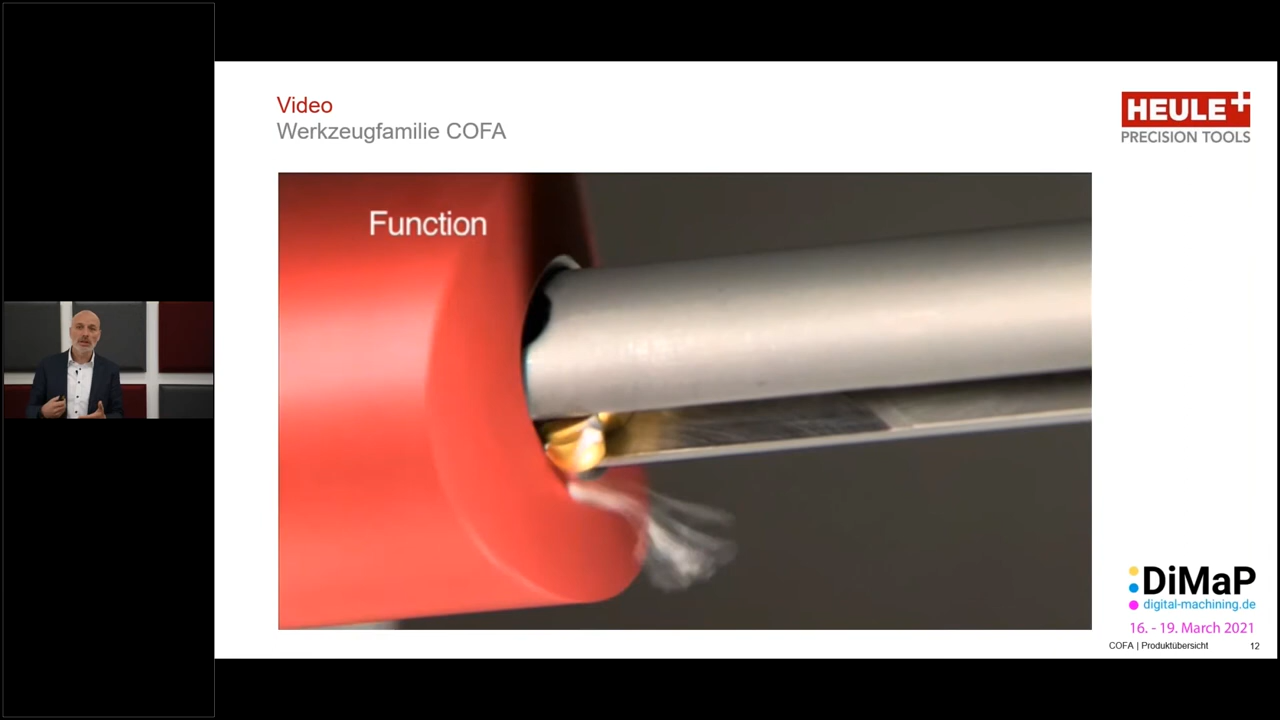 Video
Werkzeugfamilie COFA
HEULE
PRECISION TOOLS
Function
DiMaP
digital-machining.de
16. - 19. March 2021
COFA | Produktübersicht
12